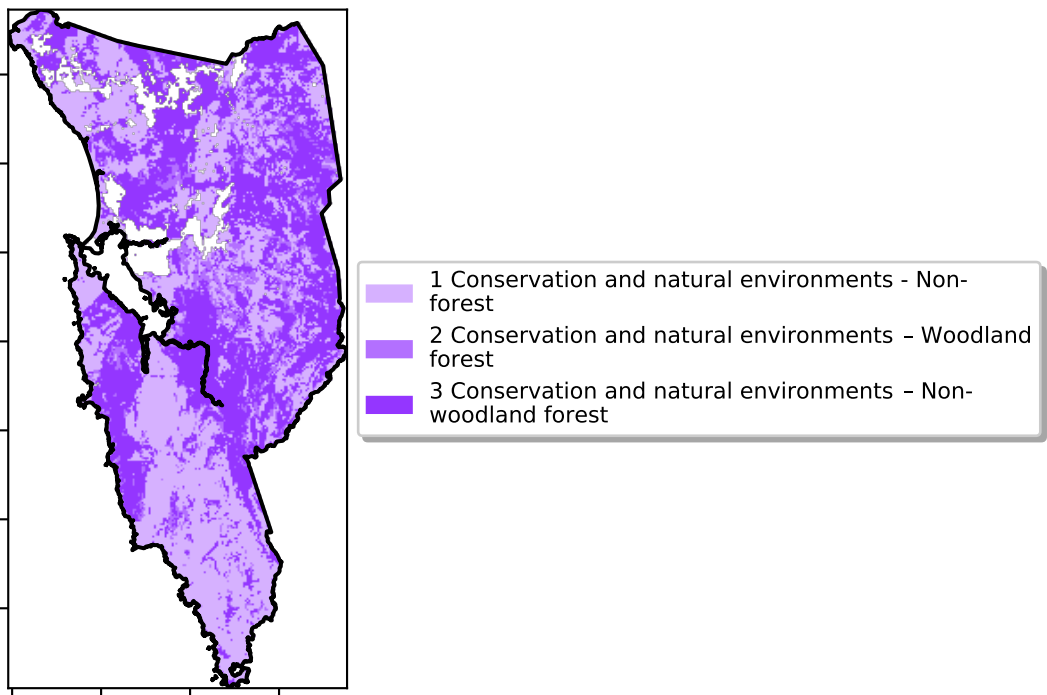 1 Conservation and natural environments - Non-
forest
2 Conservation and natural environments – Woodland
forest
3 Conservation and natural environments – Non-
woodland forest